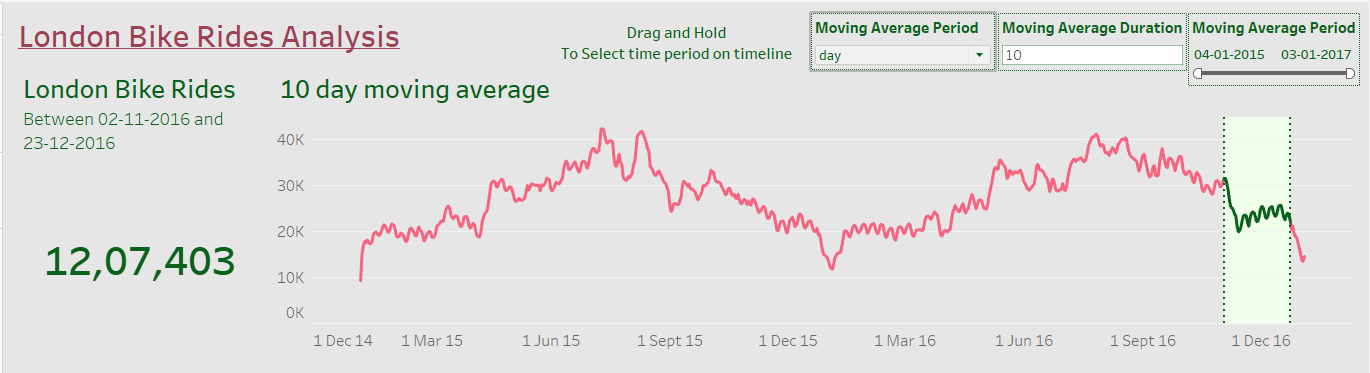 London Bike Rides Analysis
Drag and Hold
To Select time period on timeline
Moving Average Period
day
Moving Average Duration
10
Moving Average Period
04-01-2015 03-01-2017
London Bike Rides
Between 02-11-2016 and
23-12-2016
12,07,403
10 day moving average
40K
30K
20K
10K
0K
1 Dec 14 1 Mar 15 1 Jun 15 1 Sept 15 1 Dec 15 1 Mar 16 1 Jun 16 1 Sept 16 1 Dec 16